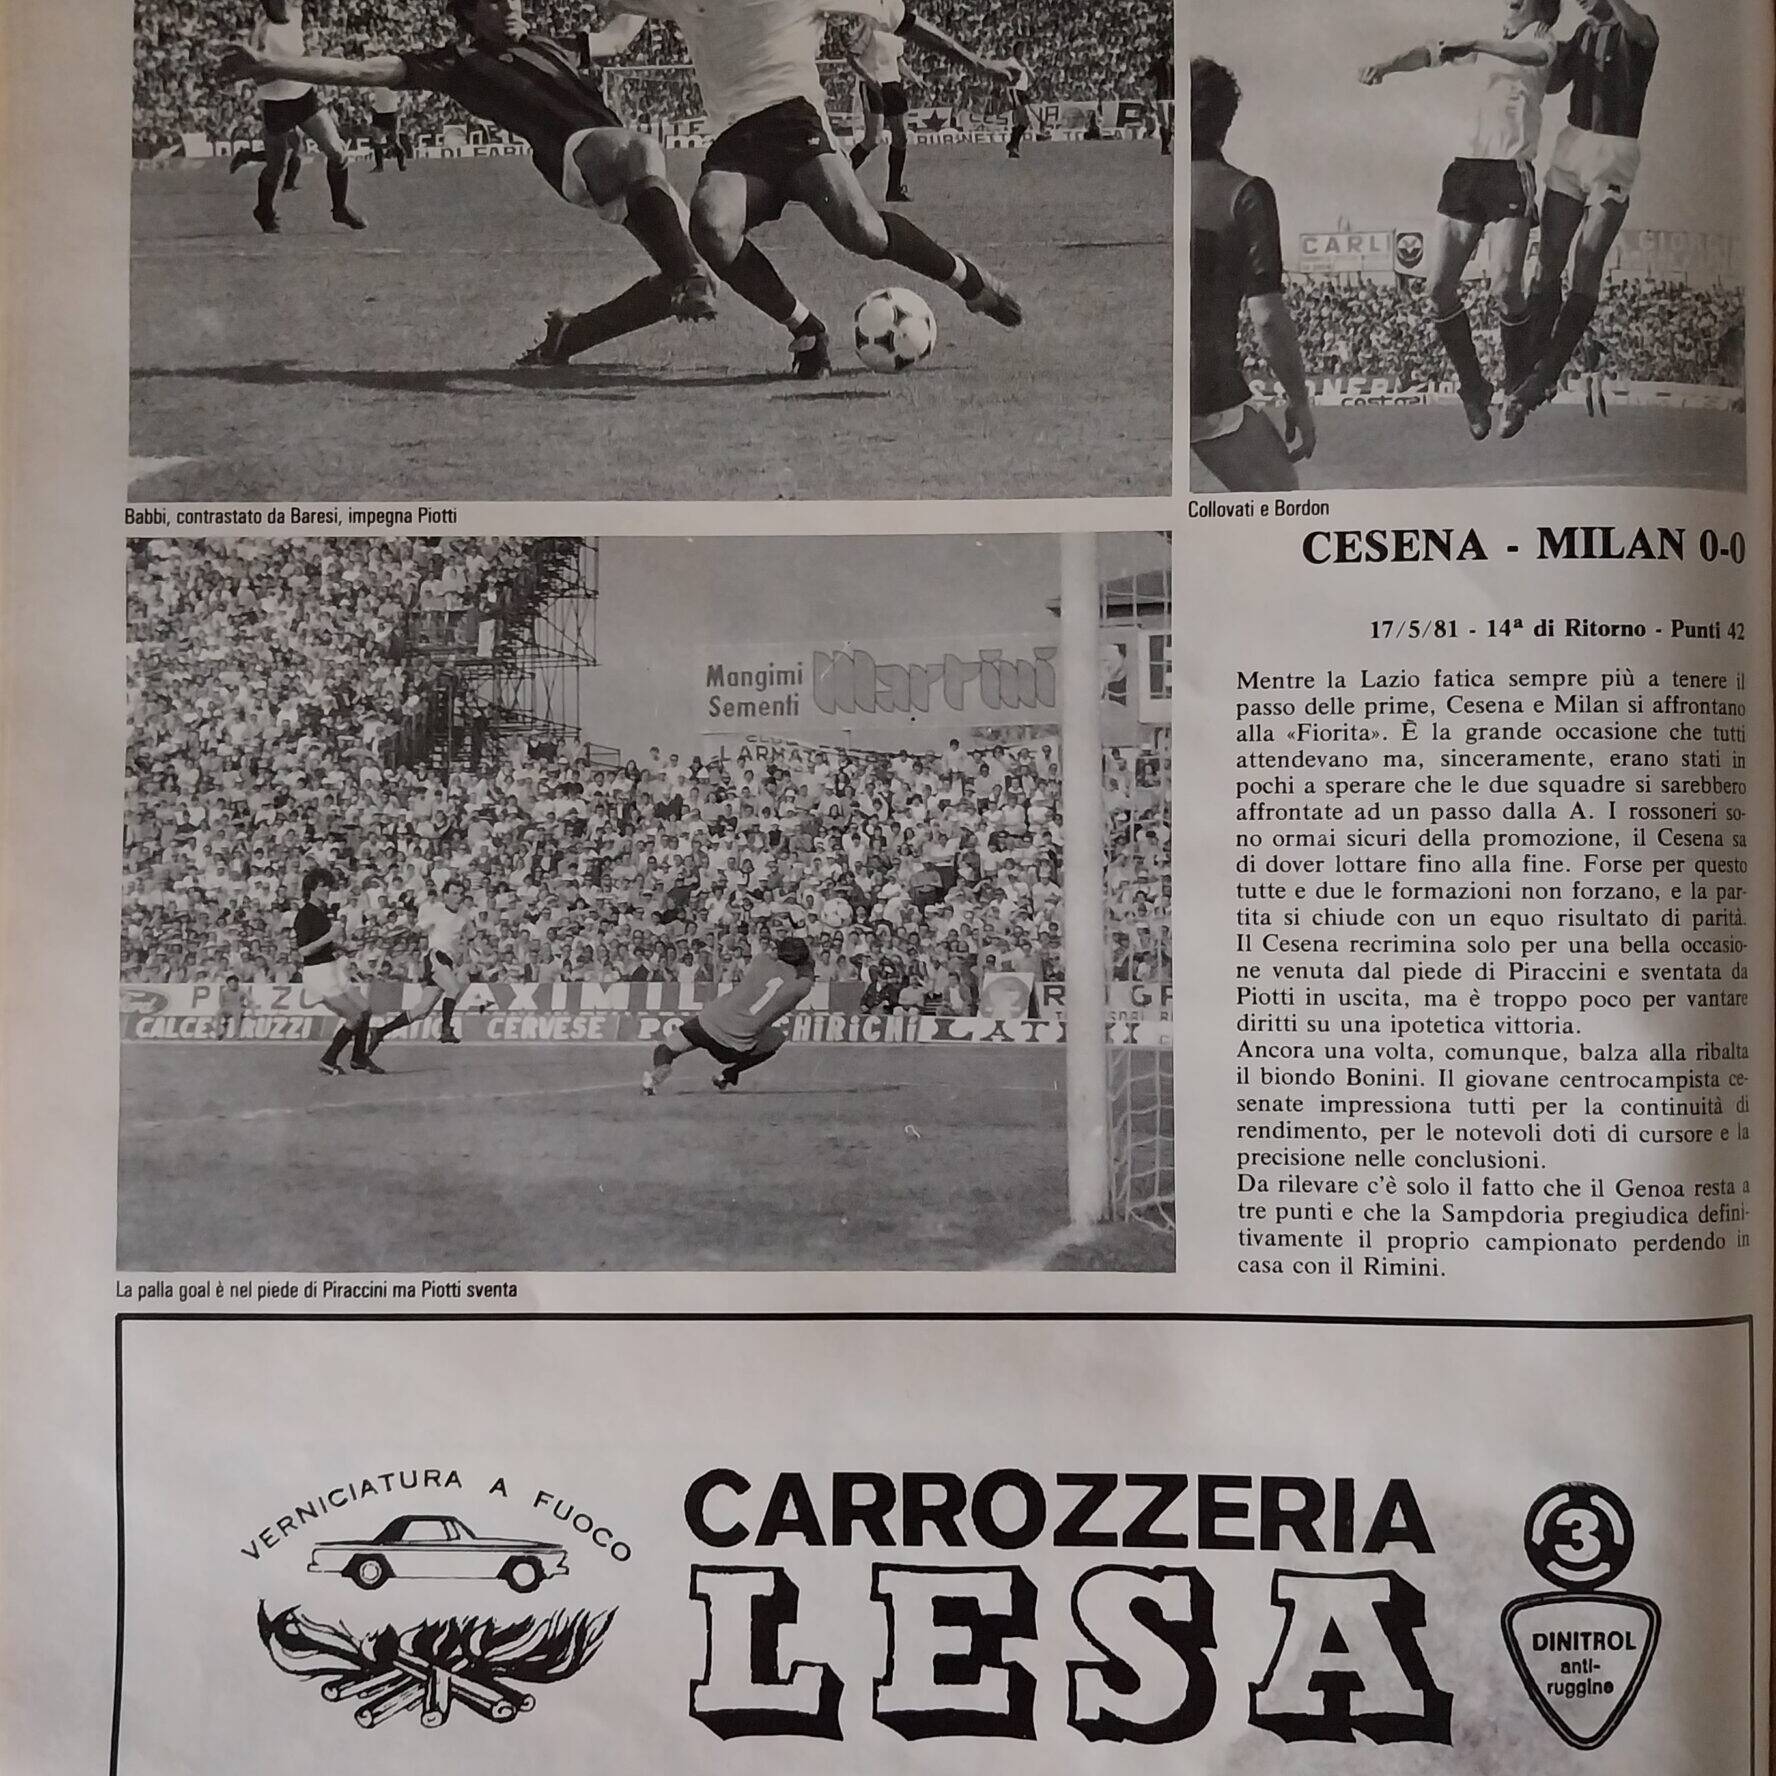 CARLI
Babbi, contrastato da Baresi, impegna Piotti
Collovati e Bordon
Mangimi
Sementi
Martini
MAXIMILIAN
CERVESE
CESENA - MILAN 0-0
17/5/81 - 14ª di Ritorno - Punti 42
Mentre la Lazio fatica sempre più a tenere il
passo delle prime, Cesena e Milan si affrontano
alla «Fiorita». È la grande occasione che tutti
attendevano ma, sinceramente, erano stati in
pochi a sperare che le due squadre si sarebbero
affrontate ad un passo dalla A. I rossoneri so-
no ormai sicuri della promozione, il Cesena sa
di dover lottare fino alla fine. Forse per questo
tutte e due le formazioni non forzano, e la par-
tita si chiude con un equo risultato di parità.
Il Cesena recrimina solo per una bella occasio-
ne venuta dal piede di Piraccini e sventata da
Piotti in uscita, ma è troppo poco per vantare
diritti su una ipotetica vittoria.
Ancora una volta, comunque, balza alla ribalta
il biondo Bonini. Il giovane centrocampista ce-
senate impressiona tutti per la continuità di
rendimento, per le notevoli doti di cursore e la
precisione nelle conclusioni.
Da rilevare c'è solo il fatto che il Genoa resta a
tre punti e che la Sampdoria pregiudica defini-
tivamente il proprio campionato perdendo in
casa con il Rimini.
1
La palla goal è nel piede di Piraccini ma Piotti sventa
VERNICIATURA A FUOCO
CARROZZERIA
LESA
3
DINITROL
anti-
ruggine